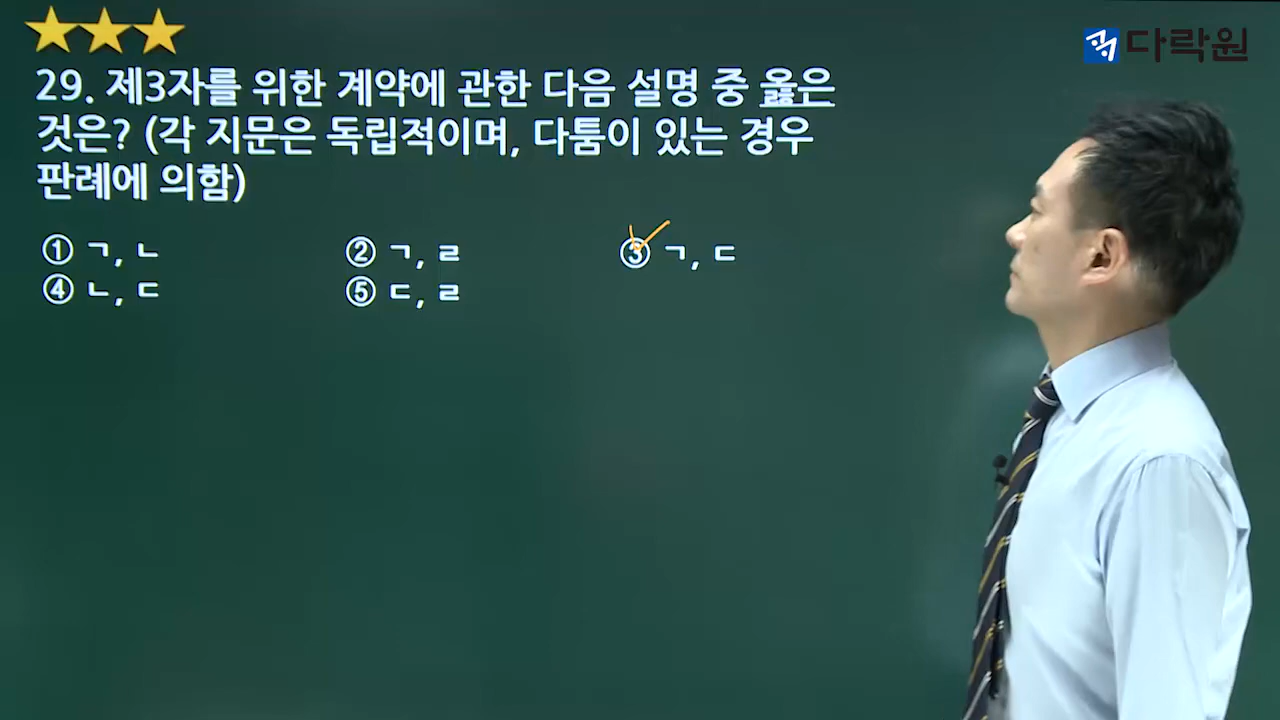 다락원
29. 제3자를 위한 계약에 관한 다음 설명 중 옳은
것은? (각 지문은 독립적이며, 다툼이 있는 경우
판례에 의함)
① ㄱ, ㄴ ② ㄱ, ㄹ ③ ㄱ, ㄷ
④ ㄴ, ㄷ ⑤ ㄷ, ㄹ